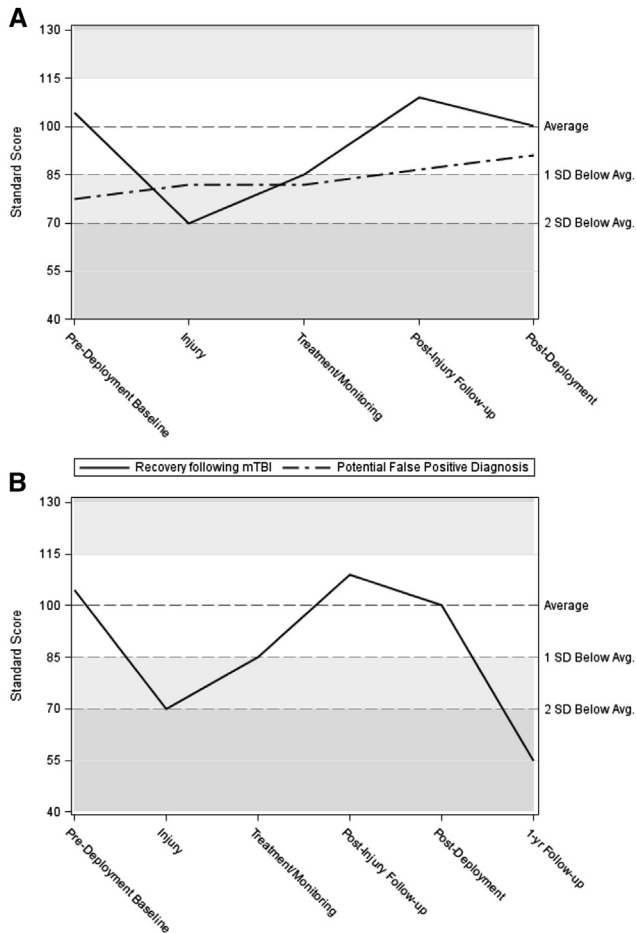 A
130
115
100
85
70
55
40
Standard Score
Average
1 SD Below Avg.
2 SD Below Avg.
Pre-Deployment Baseline
Injury
Treatment/Monitoring
Post-Injury Follow-up
Post-Deployment
Recovery following mTBI
Potential False Positive Diagnosis
B
130
115
100
85
70
55
40
Standard Score
Average
1 SD Below Avg.
2 SD Below Avg.
Pre-Deployment Baseline
Injury
Treatment/Monitoring
Post-Injury Follow-up
Post-Deployment
1-yr Follow-up